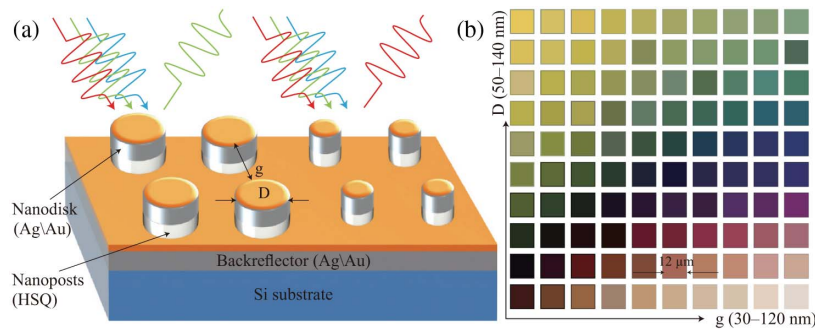 (a)
g
D
Nanodisk
(Ag\Au)
Nanoposts
(HSQ)
Backreflector (Ag\Au)
Si substrate
(b)
D (50–140 nm)
12 µm
g (30–120 nm)